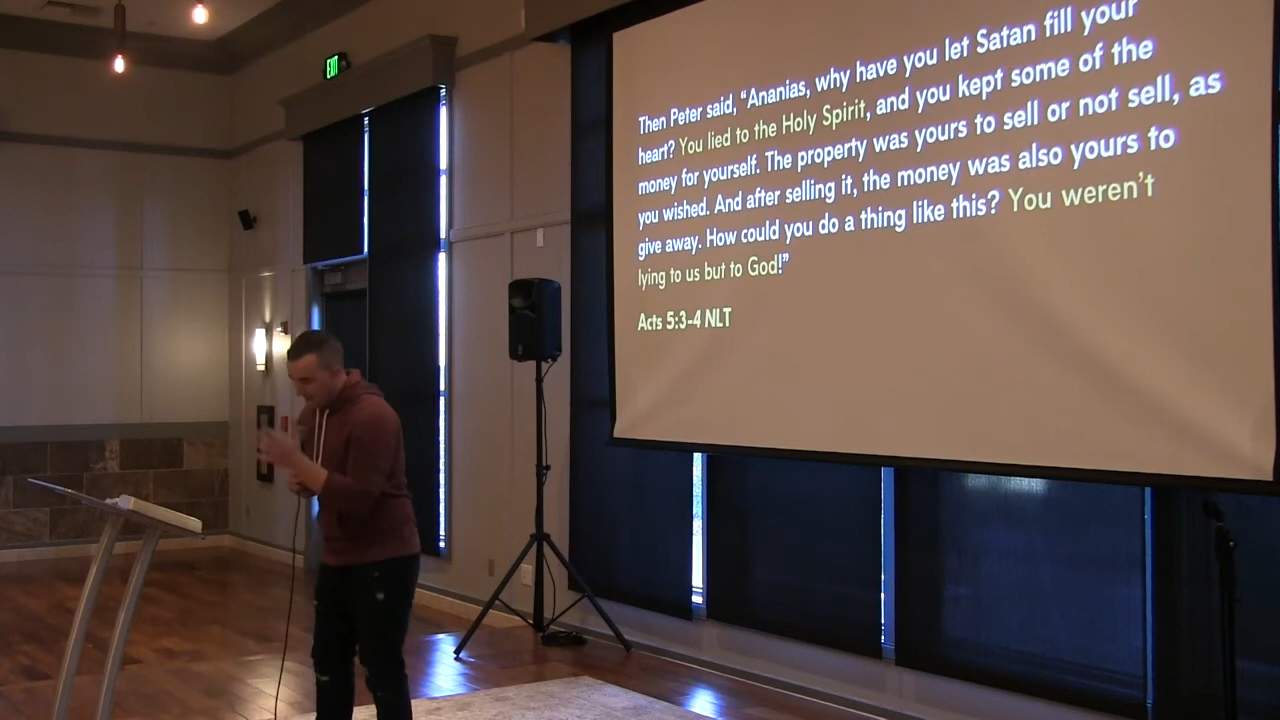 EXIT
Then Peter said, “Ananias, why have you let Satan fill your
heart? You lied to the Holy Spirit, and you kept some of the
money for yourself. The property was yours to sell or not sell, as
you wished. And after selling it, the money was also yours to
give away. How could you do a thing like this? You weren’t
lying to us but to God!”
Acts 5:3-4 NLT